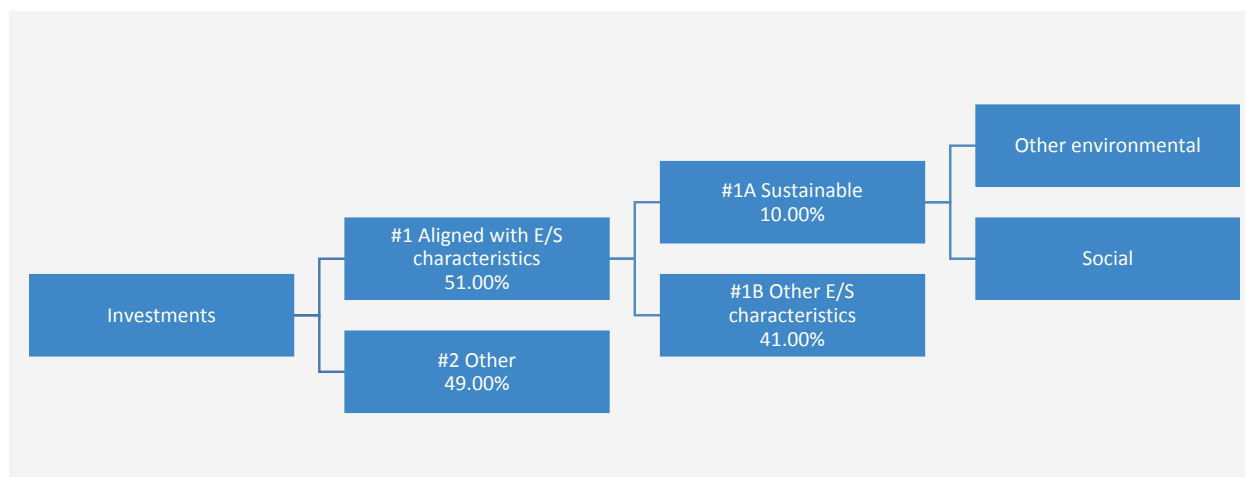 Investments
#1 Aligned with E/S
characteristics
51.00%
#2 Other
49.00%
#1A Sustainable
10.00%
#1B Other E/S
characteristics
41.00%
Other environmental
Social